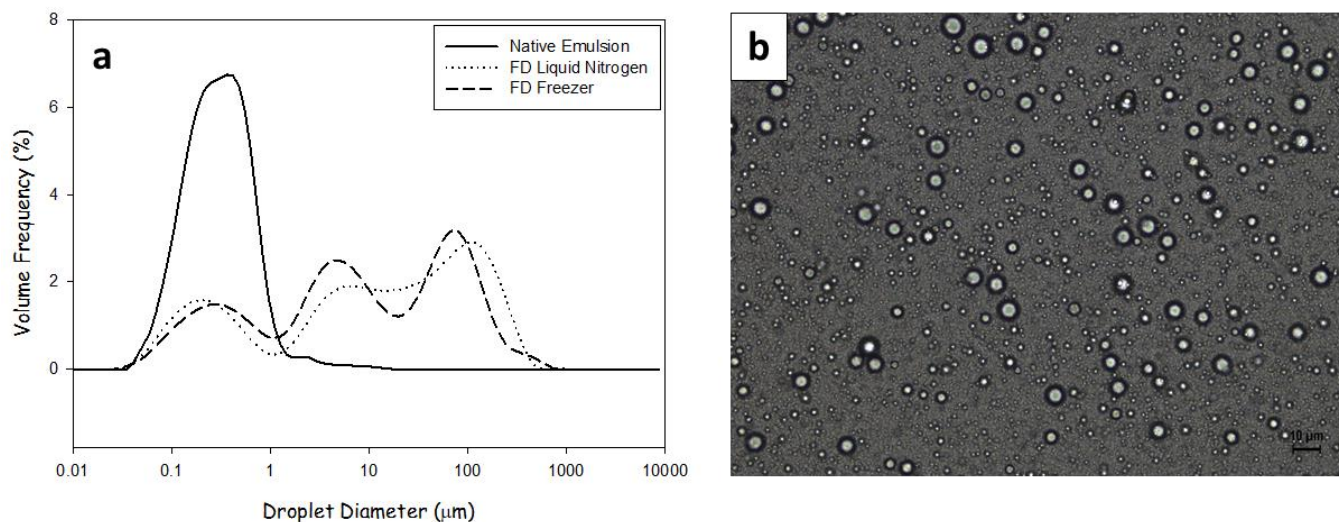 a
Native Emulsion
FD Liquid Nitrogen
FD Freezer
Volume Frequency (%)
8
6
4
2
0
0.01 0.1 1 10 100 1000 10000
Droplet Diameter (μm)
b
10 μm